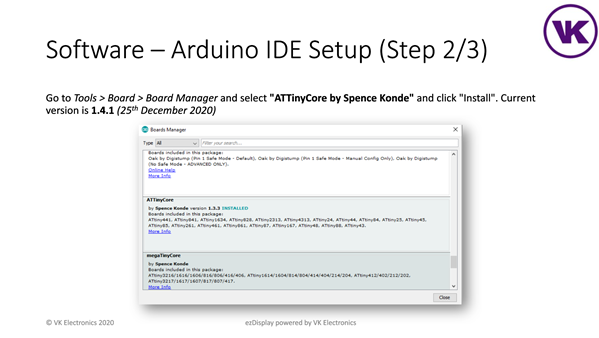 VK
Software – Arduino IDE Setup (Step 2/3)
Go to Tools > Board > Board Manager and select "ATTinyCore by Spence Konde" and click "Install". Current
version is 1.4.1 (25th December 2020)
Boards Manager
Type All Filter your search...
Boards included in this package:
Oak by Digistump (Pin 1 Safe Mode - Default), Oak by Digistump (Pin 1 Safe Mode - Manual Config Only), Oak by Digistump
(No Safe Mode - ADVANCED ONLY).
Online Help
More Info
ATTinyCore
by Spence Konde version 1.3.3 INSTALLED
Boards included in this package:
ATtiny441, ATtiny841, ATtiny1634, ATtiny828, ATtiny2313, ATtiny4313, ATtiny24, ATtiny44, ATtiny84, ATtiny25, ATtiny45,
ATtiny85, ATtiny261, ATtiny461, ATtiny861, ATtiny87, ATtiny167, ATtiny48, ATtiny88, ATtiny43.
More Info
megaTinyCore
by Spence Konde
Boards included in this package:
ATtiny3216/1616/1606/816/806/416/406, ATtiny1614/1604/814/804/414/404/214/204, ATtiny412/402/212/202,
ATtiny3217/1617/1607/817/807/417.
More Info
Close
© VK Electronics 2020
ezDisplay powered by VK Electronics